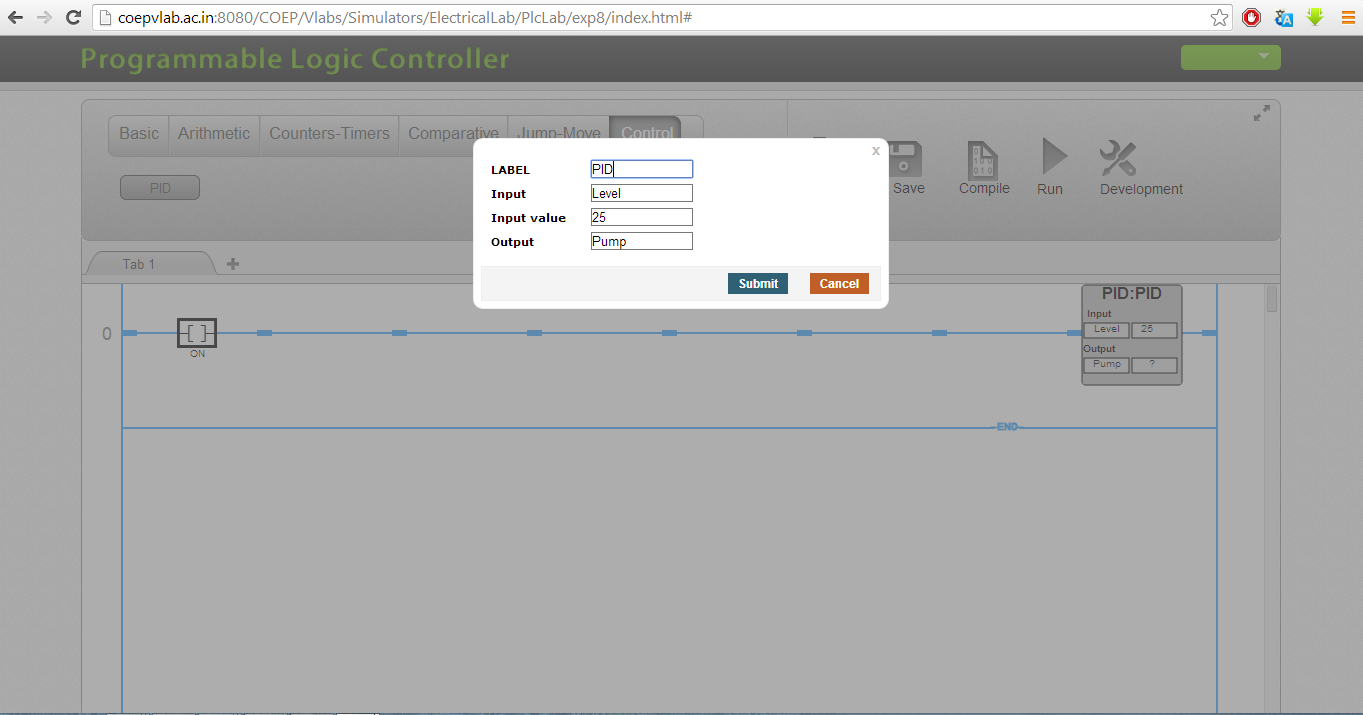 coepvlab.ac.in:8080/COEP/Vlabs/Simulators/ElectricalLab/PlcLab/exp8/index.html#
Programmable Logic Controller
Basic Arithmetic Counters-Timers Comparative Jump-Move Control
PID
Save Compile Run Development
x
LABEL PID
Input Level
Input value 25
Output Pump
Submit Cancel
Tab 1
0
[ ]
ON
PID:PID
Input
Level 25
Output
Pump ?
END